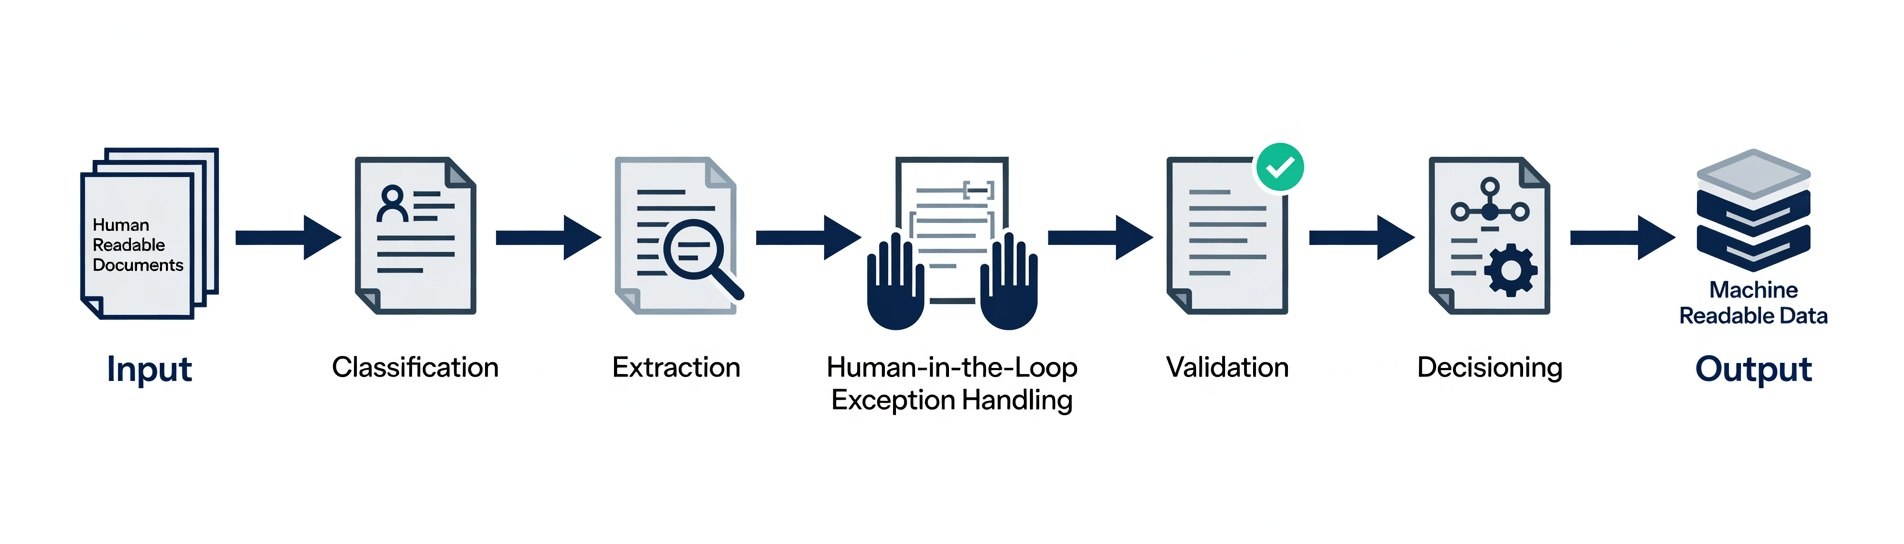 Human
Readable
Documents
Input
Classification
Extraction
Human-in-the-Loop
Exception Handling
Validation
Decisioning
Machine
Readable Data
Output